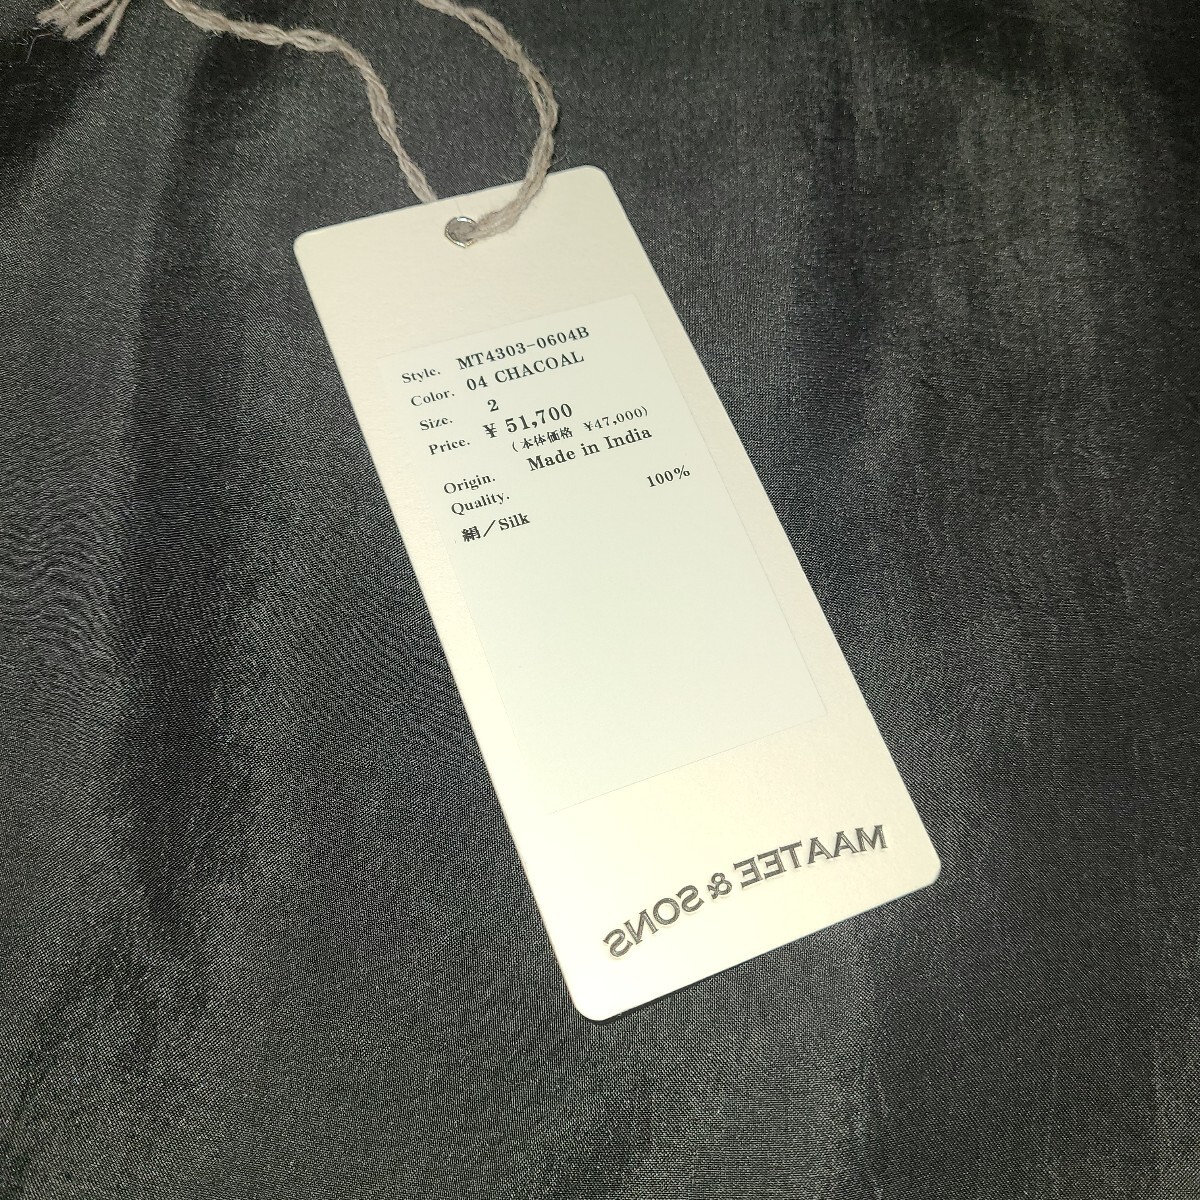 Style. MT4303-0604B
Color. 04 CHACOAL
Size. 2
Price. ¥ 51,700
(本体価格 ¥47,000)
Origin. Made in India
Quality.
絹/Silk 100%
MAATEE & SONS